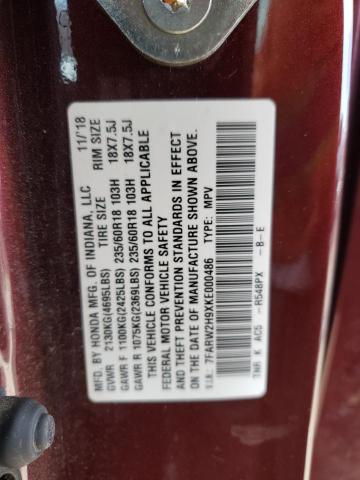 MFD. BY HONDA MFG. OF INDIANA, LLC 11/'18
TIRE SIZE RIM SIZE
GVWR 2130KG(4695LBS)
GAWR F 1100KG(2425LBS) 235/60R18 103H 18X7.5J
GAWR R 1075KG(2369LBS) 235/60R18 103H 18X7.5J
THIS VEHICLE CONFORMS TO ALL APPLICABLE
FEDERAL MOTOR VEHICLE SAFETY
AND THEFT PREVENTION STANDARDS IN EFFECT
ON THE DATE OF MANUFACTURE SHOWN ABOVE.
V.I.N.: 7FARW2H9XKE000486 TYPE: MPV
TMR K AC5 R548PX - B - E